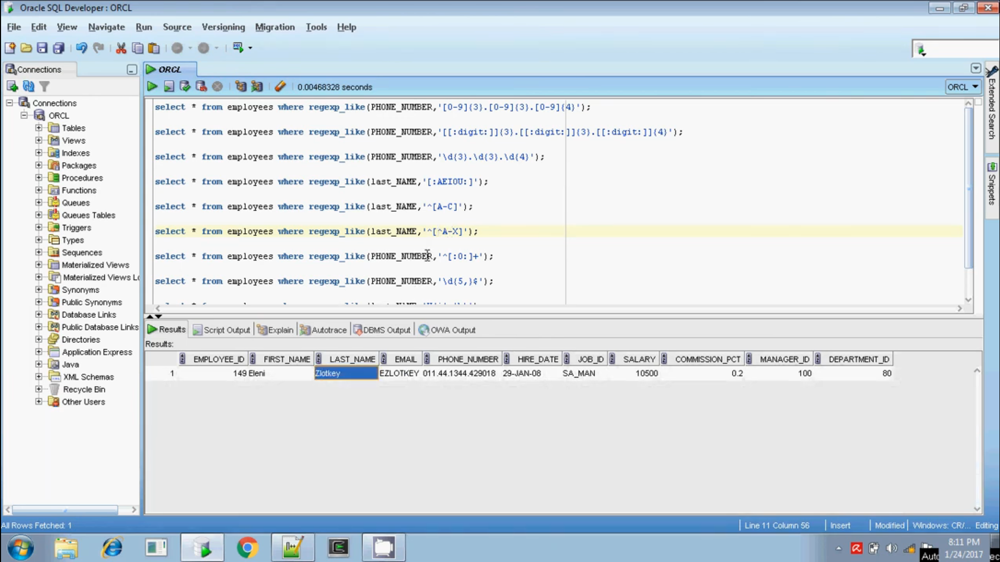 Oracle SQL Developer : ORCL
File Edit View Navigate Run Source Versioning Migration Tools Help
Connections
ORCL
0.00468328 seconds
ORCL
Connections
ORCL
Tables
Views
Indexes
Packages
Procedures
Functions
Queues
Queues Tables
Triggers
Types
Sequences
Materialized Views
Materialized Views Lo
Synonyms
Public Synonyms
Database Links
Public Database Links
Directories
Application Express
Java
XML Schemas
Recycle Bin
Other Users
select * from employees where regexp_like(PHONE_NUMBER,'[0-9]{3}.[0-9]{3}.[0-9]{4}');
select * from employees where regexp_like(PHONE_NUMBER,'[[:digit:]]{3}.[[:digit:]]{3}.[[:digit:]]{4}');
select * from employees where regexp_like(PHONE_NUMBER,'\d{3}.\d{3}.\d{4}');
select * from employees where regexp_like(last_NAME,'[:AEIOU:]');
select * from employees where regexp_like(last_NAME,'^[A-C]');
select * from employees where regexp_like(last_NAME,'^[^A-X]');
select * from employees where regexp_like(PHONE_NUMBER,'^[:0:]+');
select * from employees where regexp_like(PHONE_NUMBER,'\d{5,}$');
Extended Search
Snippets
Results Script Output Explain Autotrace DBMS Output OWA Output
Results:
EMPLOYEE_ID FIRST_NAME LAST_NAME EMAIL PHONE_NUMBER HIRE_DATE JOB_ID SALARY COMMISSION_PCT MANAGER_ID DEPARTMENT_ID
1 149 Eleni Zlotkey EZLOTKEY 011.44.1344.429018 29-JAN-08 SA_MAN 10500 0.2 100 80
All Rows Fetched: 1
Line 11 Column 56 Insert Modified Windows: CR/... Editing
8:11 PM
1/24/2017